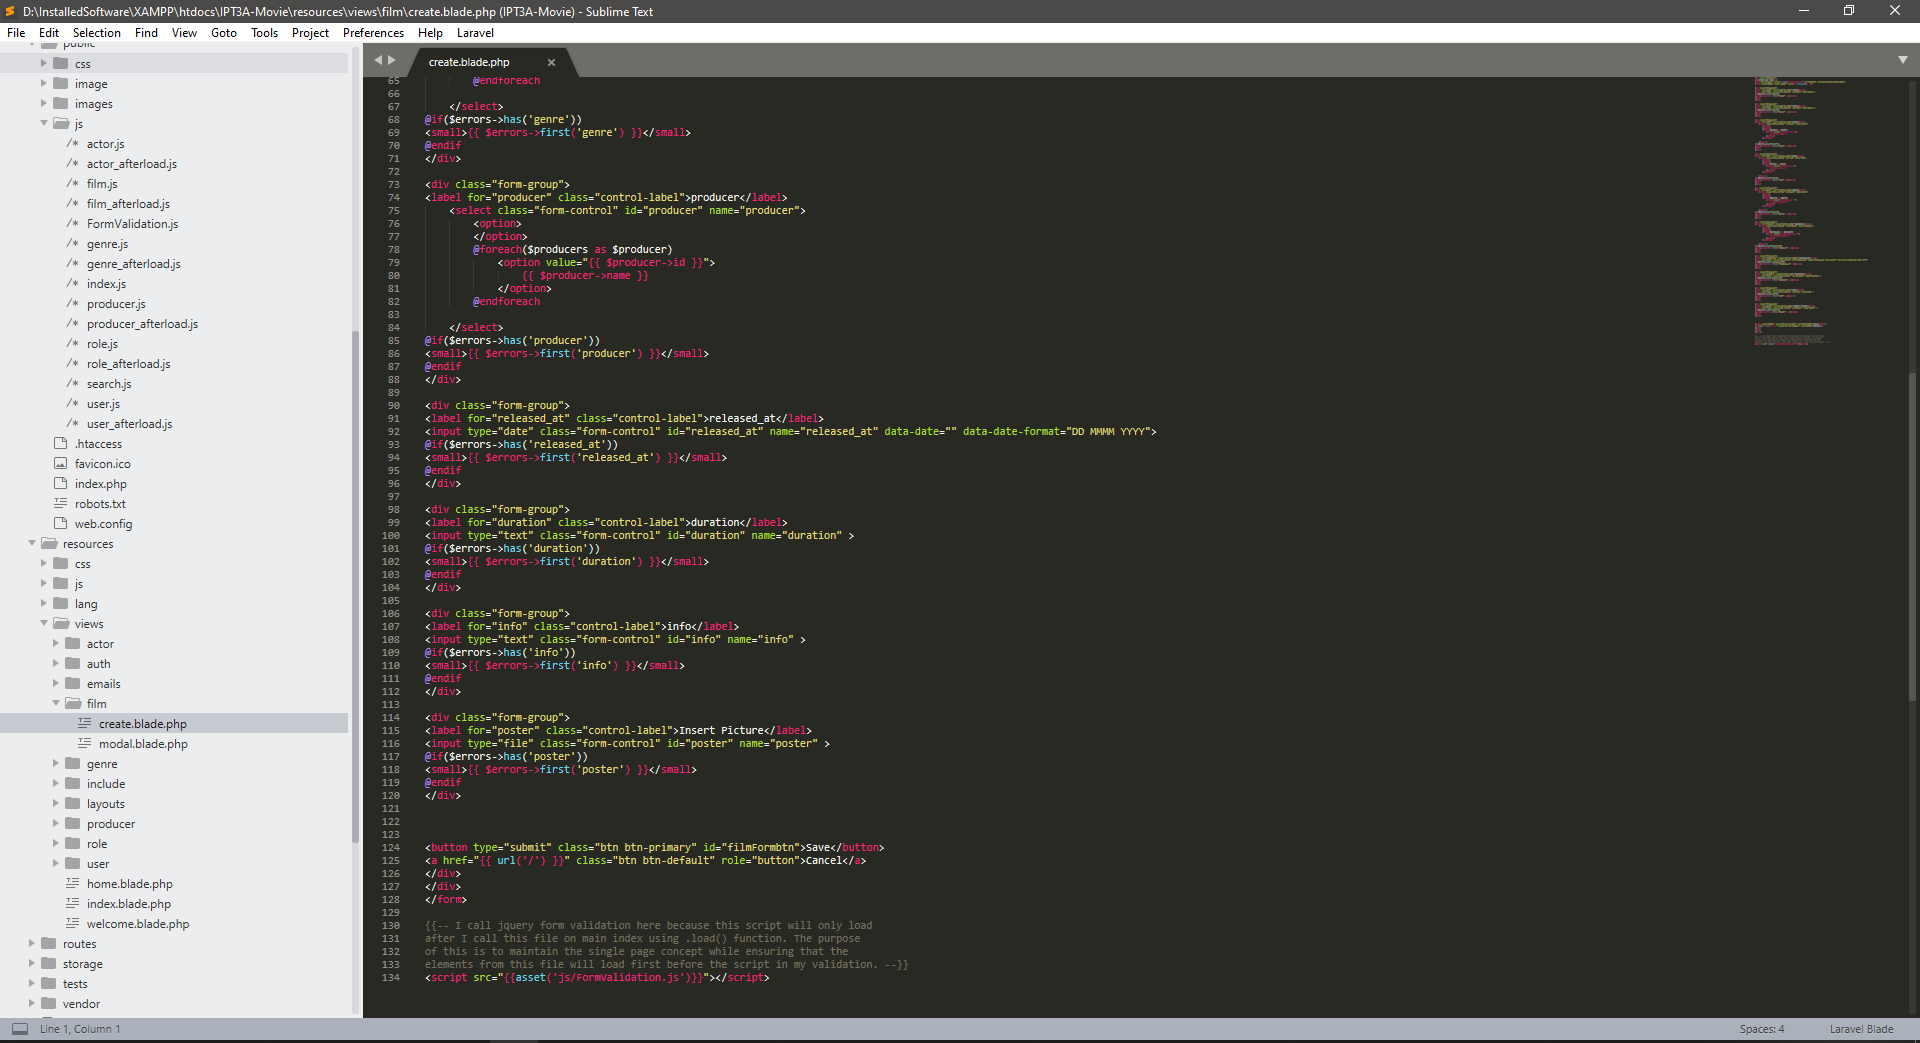 D:\InstalledSoftware\XAMPP\htdocs\IPT3A-Movie\resources\views\film\create.blade.php (IPT3A-Movie) - Sublime Text
File Edit Selection Find View Goto Tools Project Preferences Help Laravel
public
css
image
images
js
actor.js
actor_afterload.js
film.js
film_afterload.js
FormValidation.js
genre.js
genre_afterload.js
index.js
producer.js
producer_afterload.js
role.js
role_afterload.js
search.js
user.js
user_afterload.js
.htaccess
favicon.ico
index.php
robots.txt
web.config
resources
css
js
lang
views
actor
auth
emails
film
create.blade.php
modal.blade.php
genre
include
layouts
producer
role
user
home.blade.php
index.blade.php
welcome.blade.php
routes
storage
tests
vendor
create.blade.php
65 @endforeach
66
67 </select>
68 @if($errors->has('genre'))
69 <small>{{ $errors->first('genre') }}</small>
70 @endif
71 </div>
72
73 <div class="form-group">
74 <label for="producer" class="control-label">producer</label>
75 <select class="form-control" id="producer" name="producer">
76 <option>
77 </option>
78 @foreach($producers as $producer)
79 <option value="{{ $producer->id }}">
80 {{ $producer->name }}
81 </option>
82 @endforeach
83
84 </select>
85 @if($errors->has('producer'))
86 <small>{{ $errors->first('producer') }}</small>
87 @endif
88 </div>
89
90 <div class="form-group">
91 <label for="released_at" class="control-label">released_at</label>
92 <input type="date" class="form-control" id="released_at" name="released_at" data-date="" data-date-format="DD MMMM YYYY">
93 @if($errors->has('released_at'))
94 <small>{{ $errors->first('released_at') }}</small>
95 @endif
96 </div>
97
98 <div class="form-group">
99 <label for="duration" class="control-label">duration</label>
100 <input type="text" class="form-control" id="duration" name="duration" >
101 @if($errors->has('duration'))
102 <small>{{ $errors->first('duration') }}</small>
103 @endif
104 </div>
105
106 <div class="form-group">
107 <label for="info" class="control-label">info</label>
108 <input type="text" class="form-control" id="info" name="info" >
109 @if($errors->has('info'))
110 <small>{{ $errors->first('info') }}</small>
111 @endif
112 </div>
113
114 <div class="form-group">
115 <label for="poster" class="control-label">Insert Picture</label>
116 <input type="file" class="form-control" id="poster" name="poster" >
117 @if($errors->has('poster'))
118 <small>{{ $errors->first('poster') }}</small>
119 @endif
120 </div>
121
122
123
124 <button type="submit" class="btn btn-primary" id="filmFormbtn">Save</button>
125 <a href="{{ url('/') }}" class="btn btn-default" role="button">Cancel</a>
126 </div>
127 </div>
128 </form>
129
130 {{-- I call jquery form validation here because this script will only load
131 after I call this file on main index using .load() function. The purpose
132 of this is to maintain the single page concept while ensuring that the
133 elements from this file will load first before the script in my validation. --}}
134 <script src="{{asset('js/FormValidation.js')}}"></script>
Line 1, Column 1
Spaces: 4
Laravel Blade